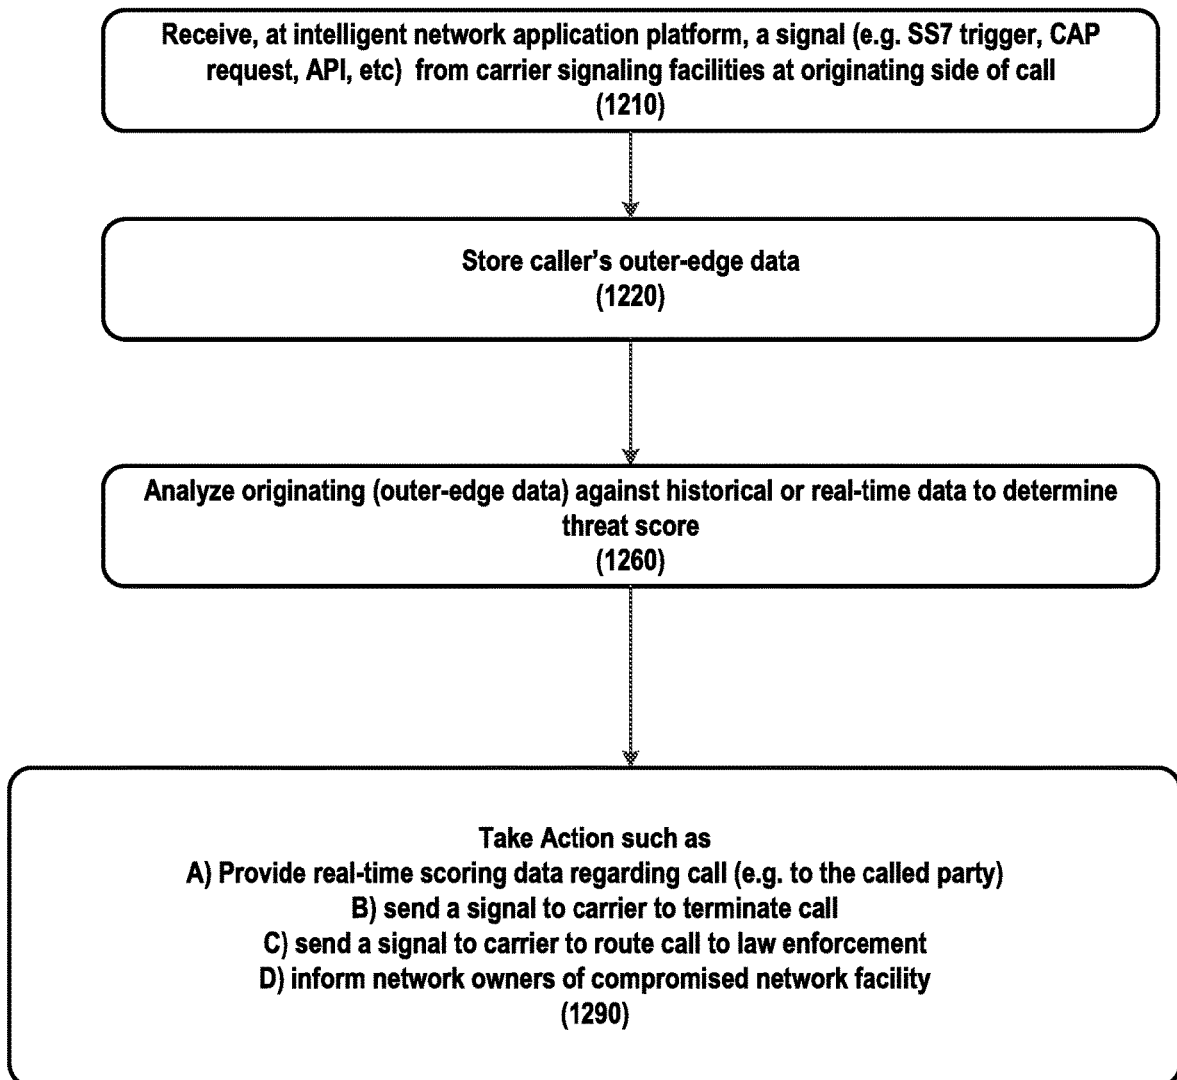 Receive, at intelligent network application platform, a signal (e.g. SS7 trigger, CAP
request, API, etc)  from carrier signaling facilities at originating side of call
(1210)
Store caller's outer-edge data
(1220)
Analyze originating (outer-edge data) against historical or real-time data to determine
threat score
(1260)
Take Action such as
A) Provide real-time scoring data regarding call (e.g. to the called party)
B) send a signal to carrier to terminate call
C) send a signal to carrier to route call to law enforcement
D) inform network owners of compromised network facility
(1290)